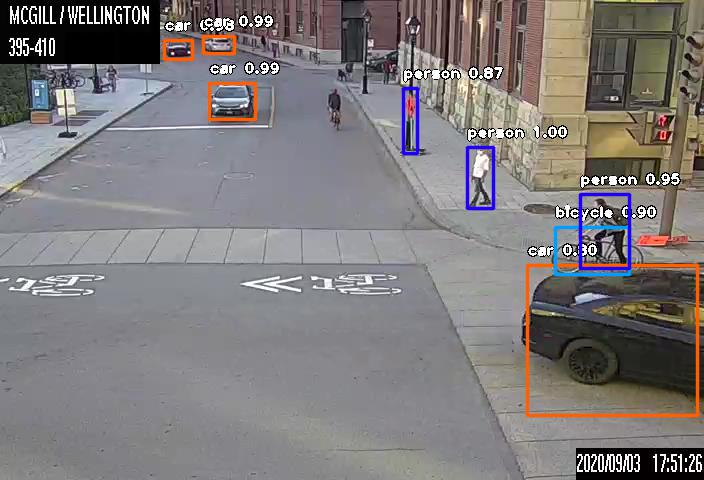 MCGILL / WELLINGTON
395-410
car 0.99
car 0.99
person 0.87
person 1.00
person 0.95
bicycle 0.90
car 0.80
2020/09/03 17:51:26